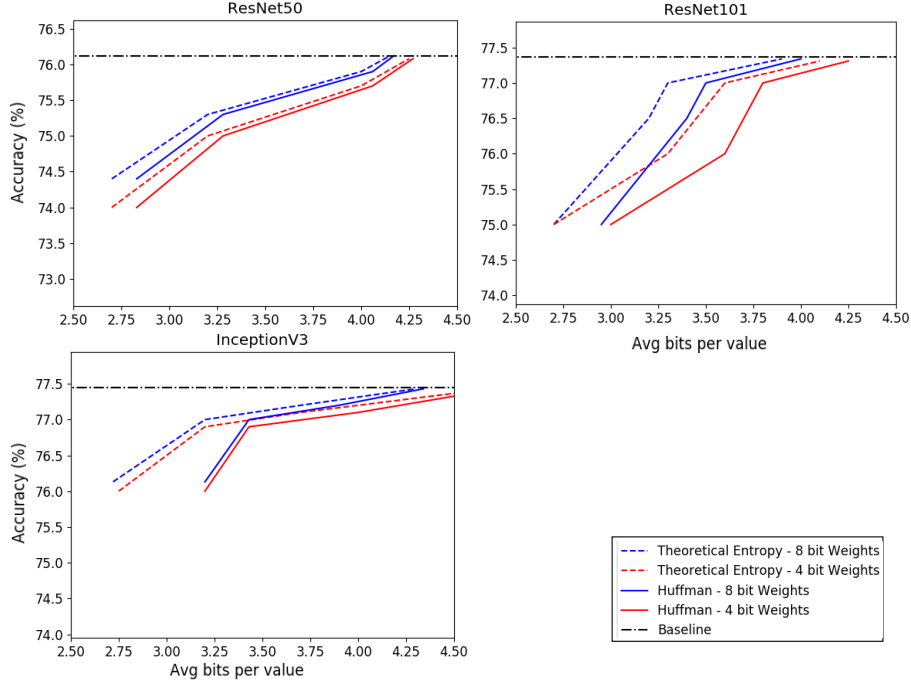 ResNet50
76.5
76.0
75.5
75.0
74.5
74.0
73.5
73.0
Accuracy (%)
2.50 2.75 3.00 3.25 3.50 3.75 4.00 4.25 4.50
ResNet101
77.5
77.0
76.5
76.0
75.5
75.0
74.5
74.0
2.50 2.75 3.00 3.25 3.50 3.75 4.00 4.25 4.50
Avg bits per value
InceptionV3
77.5
77.0
76.5
76.0
75.5
75.0
74.5
74.0
Accuracy (%)
2.50 2.75 3.00 3.25 3.50 3.75 4.00 4.25 4.50
Avg bits per value
Theoretical Entropy - 8 bit Weights
Theoretical Entropy - 4 bit Weights
Huffman - 8 bit Weights
Huffman - 4 bit Weights
Baseline